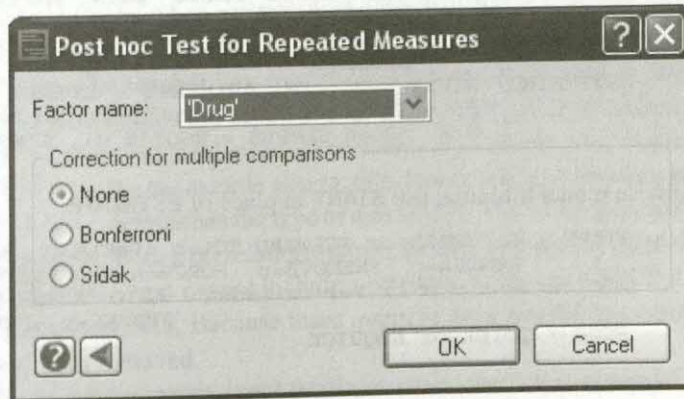 Post hoc Test for Repeated Measures
Factor name: 'Drug'
Correction for multiple comparisons
None
Bonferroni
Sidak
OK Cancel